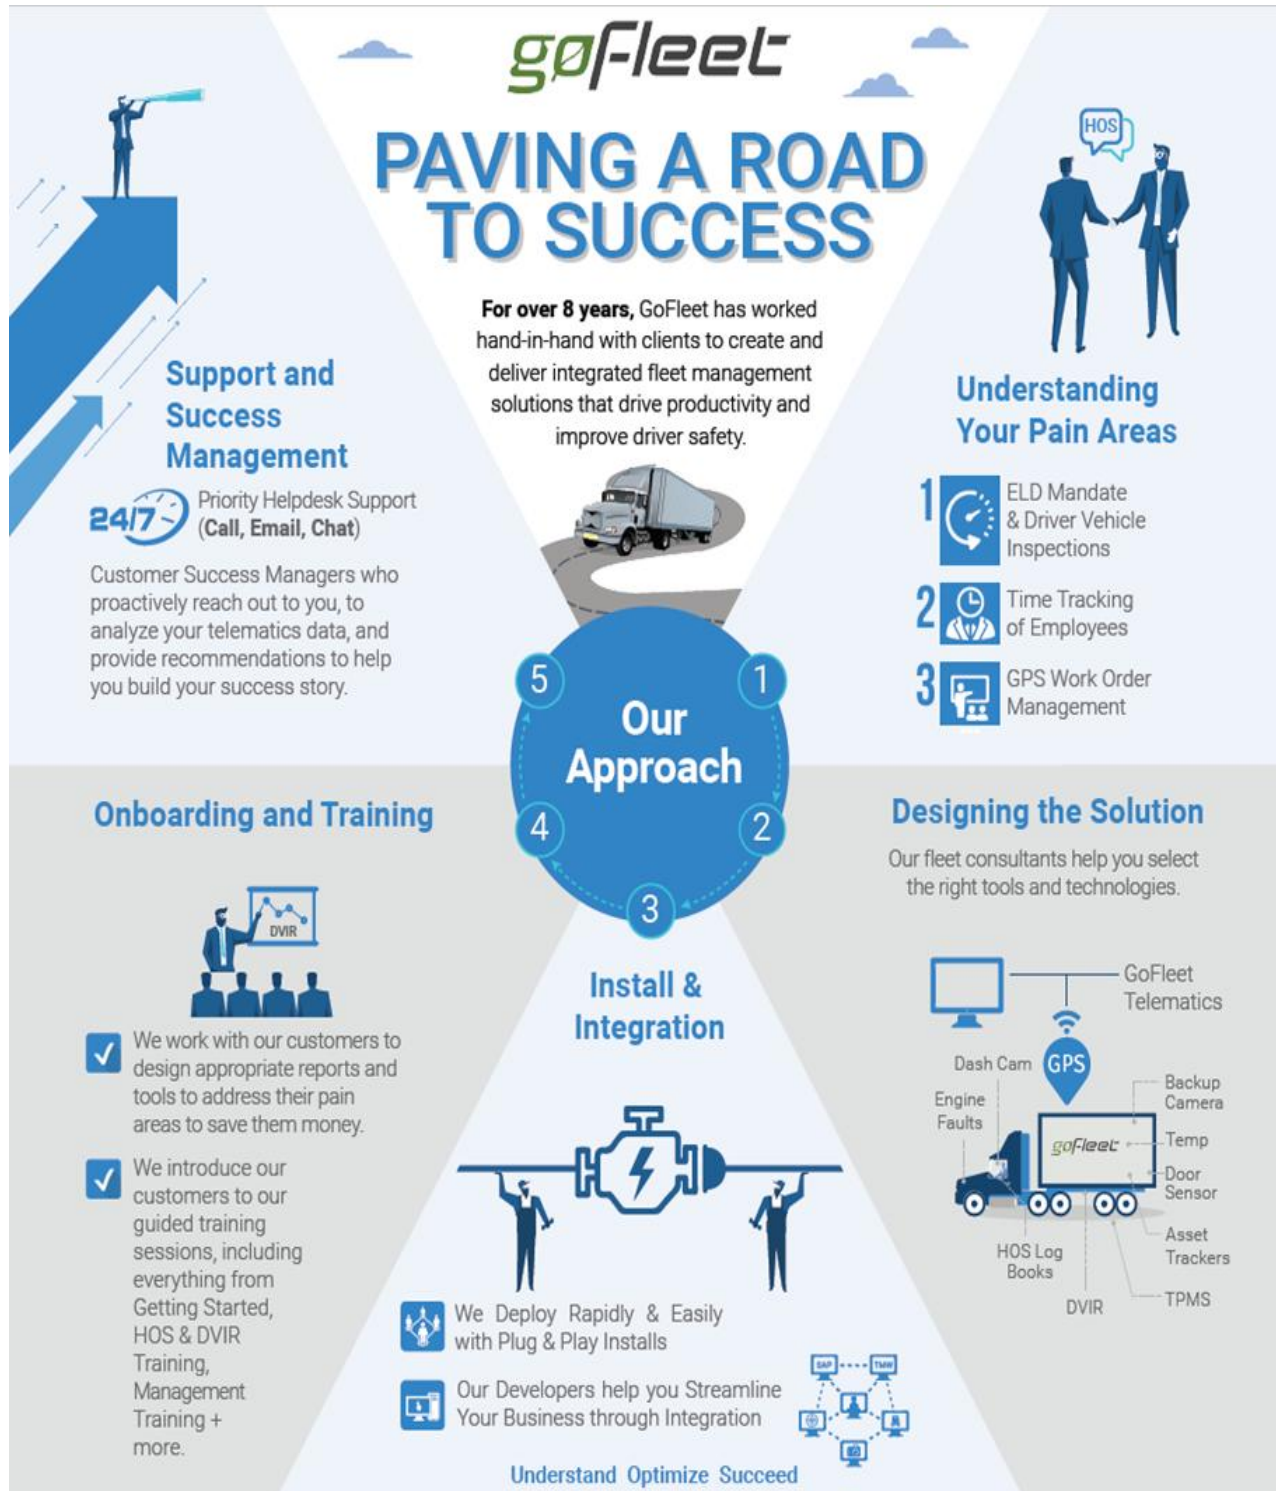 goFleet
PAVING A ROAD
TO SUCCESS
For over 8 years, GoFleet has worked
hand-in-hand with clients to create and
deliver integrated fleet management
solutions that drive productivity and
improve driver safety.
Our
Approach
1
2
3
4
5
HOS
Understanding
Your Pain Areas
1
ELD Mandate
& Driver Vehicle
Inspections
2
Time Tracking
of Employees
3
GPS Work Order
Management
Designing the Solution
Our fleet consultants help you select
the right tools and technologies.
GoFleet
Telematics
GPS
Dash Cam
Engine
Faults
Backup
Camera
goFleet
Temp
Door
Sensor
Asset
Trackers
HOS Log
Books
DVIR
TPMS
Install &
Integration
We Deploy Rapidly & Easily
with Plug & Play Installs
Our Developers help you Streamline
Your Business through Integration
SAP
TMW
Understand Optimize Succeed
Onboarding and Training
DVIR
We work with our customers to
design appropriate reports and
tools to address their pain
areas to save them money.
We introduce our
customers to our
guided training
sessions, including
everything from
Getting Started,
HOS & DVIR
Training,
Management
Training +
more.
Support and
Success
Management
24/7
Priority Helpdesk Support
(Call, Email, Chat)
Customer Success Managers who
proactively reach out to you, to
analyze your telematics data, and
provide recommendations to help
you build your success story.